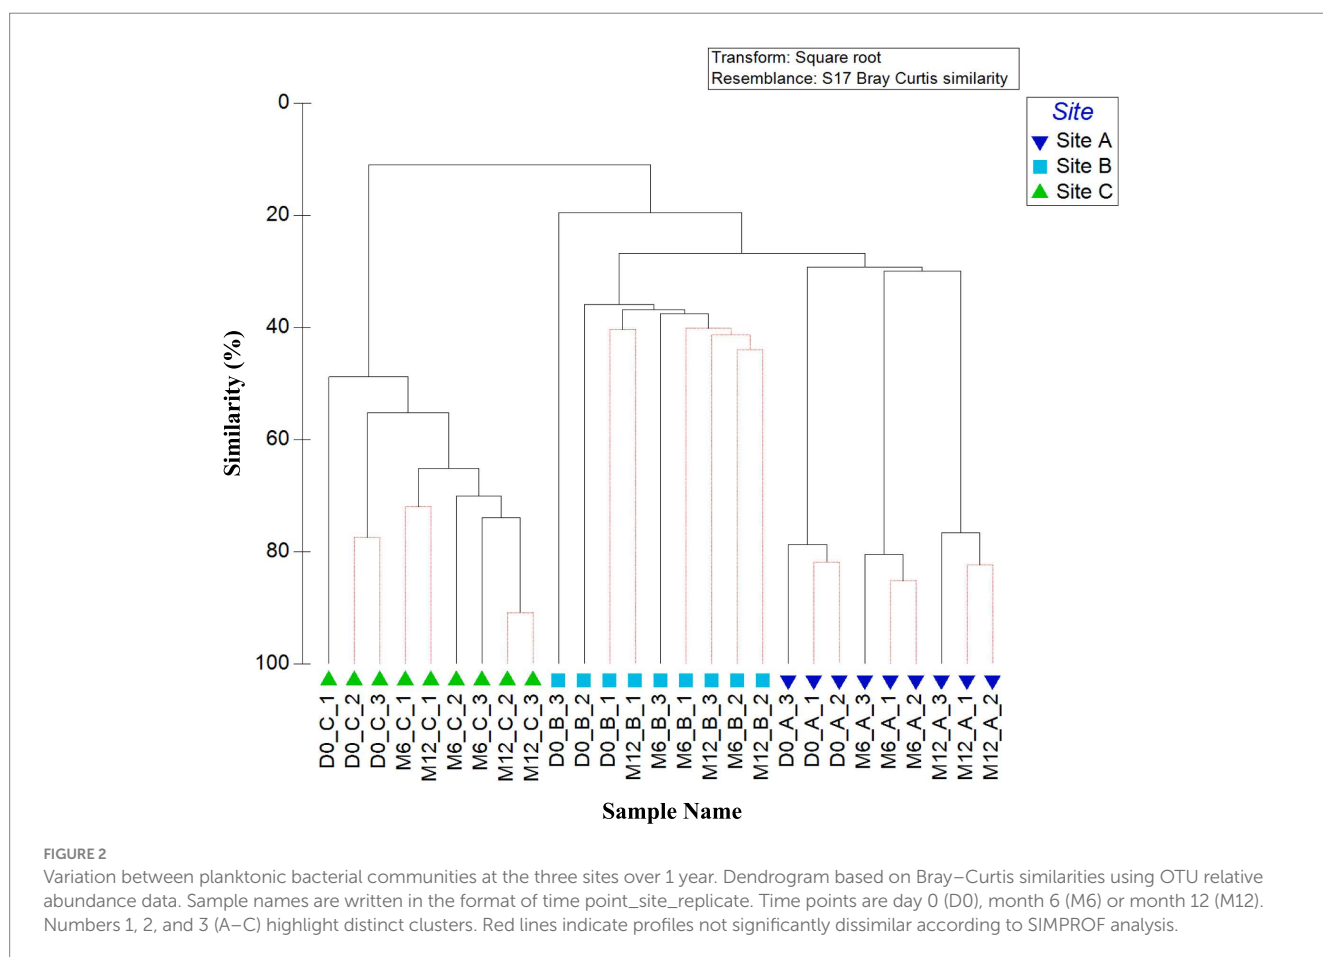 Transform: Square root
Resemblance: S17 Bray Curtis similarity
Site
Site A
Site B
Site C
0
20
40
60
80
100
Similarity (%)
D0_C_1
D0_C_2
D0_C_3
M6_C_1
M12_C_1
M6_C_2
M6_C_3
M12_C_2
M12_C_3
D0_B_3
D0_B_2
D0_B_1
M12_B_1
M6_B_3
M6_B_1
M12_B_3
M6_B_2
M12_B_2
D0_A_3
D0_A_1
D0_A_2
M6_A_3
M6_A_1
M6_A_2
M12_A_3
M12_A_1
M12_A_2
Sample Name
FIGURE 2
Variation between planktonic bacterial communities at the three sites over 1 year. Dendrogram based on Bray–Curtis similarities using OTU relative
abundance data. Sample names are written in the format of time point_site_replicate. Time points are day 0 (D0), month 6 (M6) or month 12 (M12).
Numbers 1, 2, and 3 (A–C) highlight distinct clusters. Red lines indicate profiles not significantly dissimilar according to SIMPROF analysis.